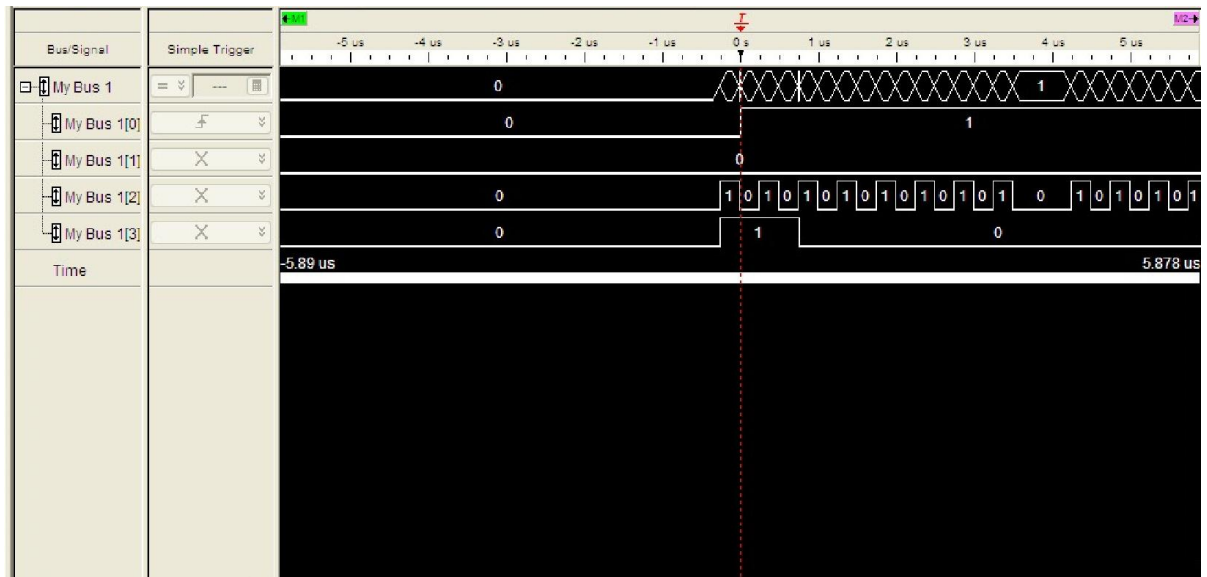 M1 T M2
Bus/Signal Simple Trigger -5 us -4 us -3 us -2 us -1 us 0 s 1 us 2 us 3 us 4 us 5 us
My Bus 1 = --- 0 1
My Bus 1[0] 0 1
My Bus 1[1] X 0
My Bus 1[2] X 0 1 0 1 0 1 0 1 0 1 0 1 0 1 0 1 0 1 0 1 0 1 0 1
My Bus 1[3] X 0 1 0
Time -5.89 us 5.878 us